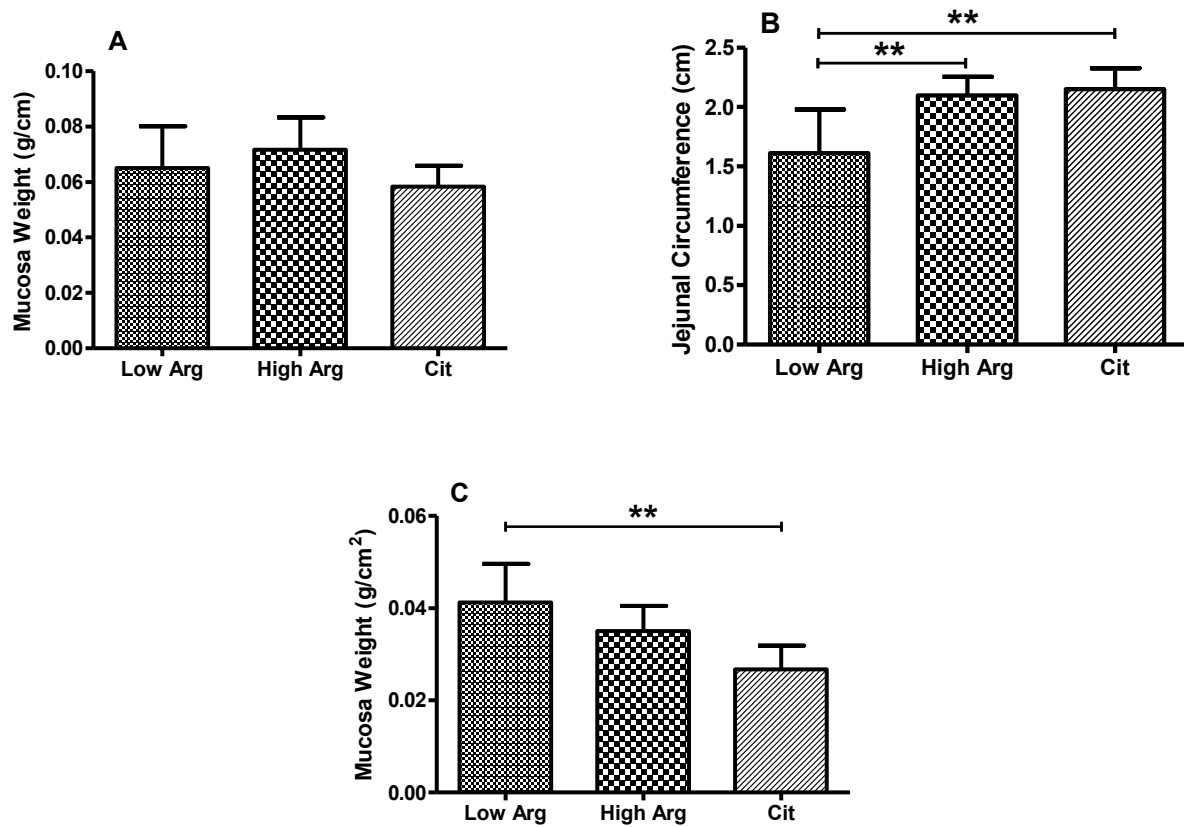 A
Mucosa Weight (g/cm)
0.10
0.08
0.06
0.04
0.02
0.00
Low Arg High Arg Cit
B
**
**
Jejunal Circumference (cm)
2.5
2.0
1.5
1.0
0.5
0.0
Low Arg High Arg Cit
C
**
Mucosa Weight (g/cm²)
0.06
0.04
0.02
0.00
Low Arg High Arg Cit